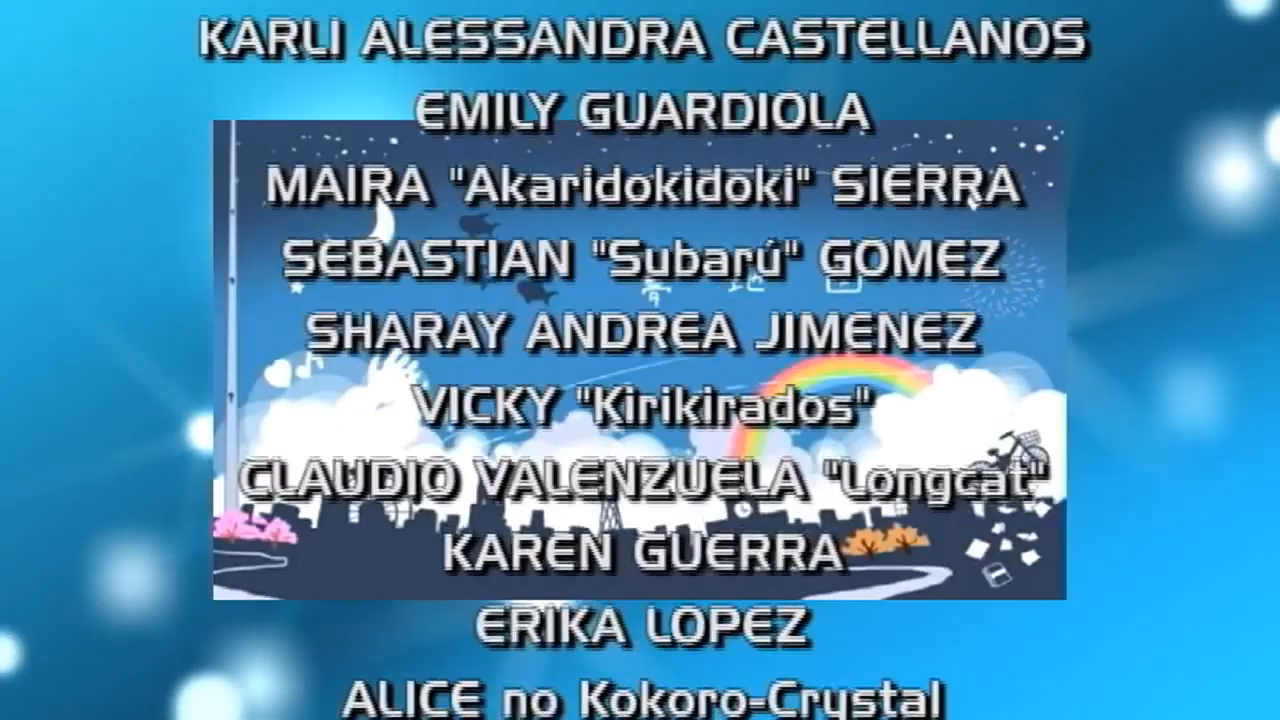 KARLI ALESSANDRA CASTELLANOS
EMILY GUARDIOLA
MAIRA "Akaridokidoki" SIERRA
SEBASTIAN "Subarú" GOMEZ
SHARAY ANDREA JIMENEZ
VICKY "Kirikirados"
CLAUDIO VALENZUELA "Longcat"
KAREN GUERRA
ERIKA LOPEZ
ALICE no Kokoro-Crystal